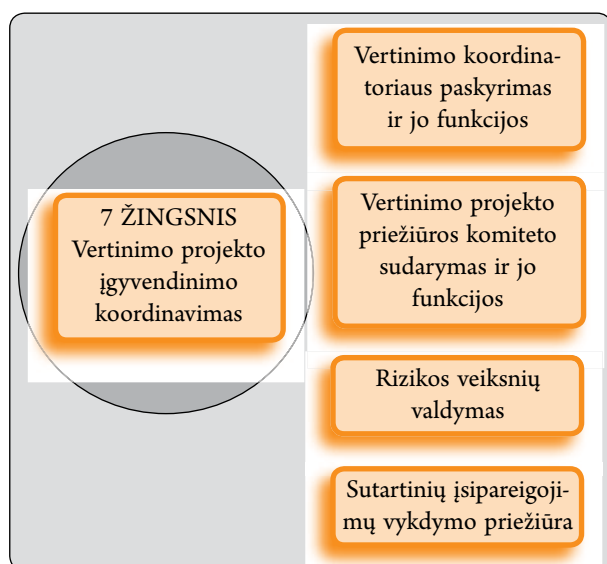 Vertinimo koordina-
toriaus paskyrimas
ir jo funkcijos
7 ŽINGSNIS
Vertinimo projekto
įgyvendinimo
koordinavimas
Vertinimo projekto
priežiūros komiteto
sudarymas ir jo
funkcijos
Rizikos veiksnių
valdymas
Sutartinių įsipareigoji-
mų vykdymo priežiūra